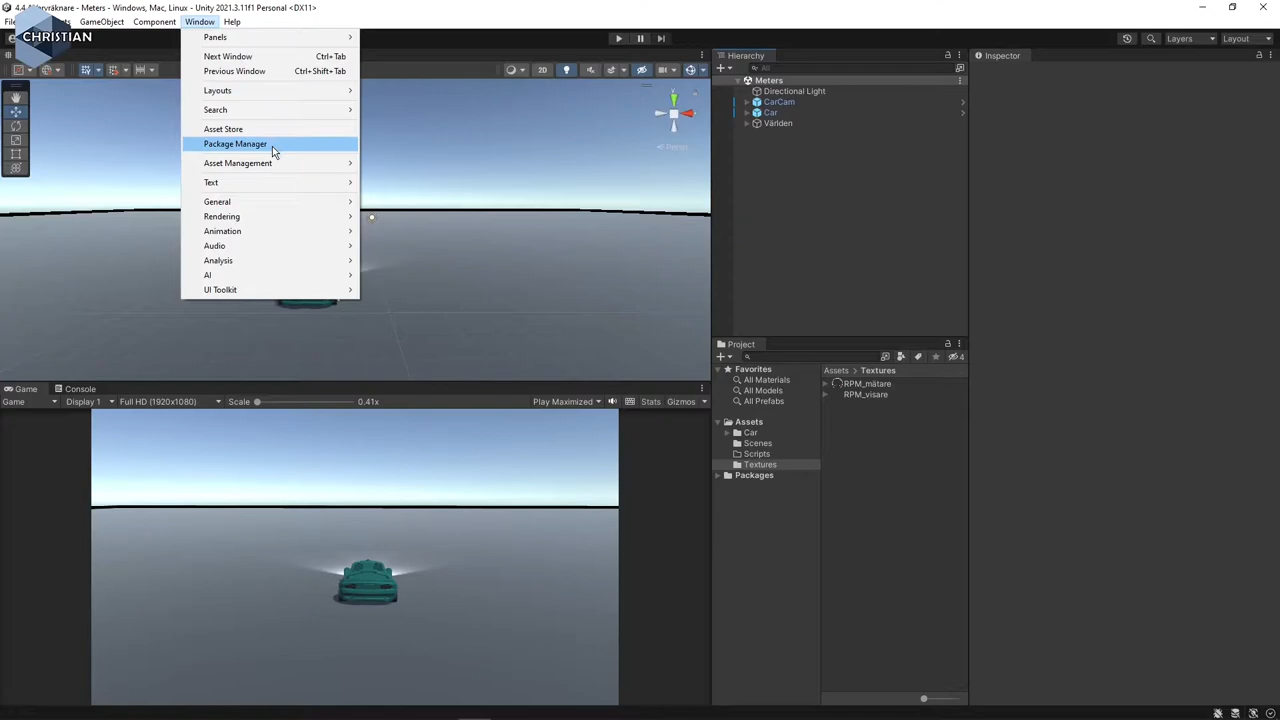 4.4 Varvräknare - Meters - Windows, Mac, Linux - Unity 2021.3.11f1 Personal <DX11>
GameObject Component Window Help
CHRISTIAN
Layers Layout
Panels
Next Window Ctrl+Tab
Previous Window Ctrl+Shift+Tab
Layouts
Search
Asset Store
Package Manager
Asset Management
Text
General
Rendering
Animation
Audio
Analysis
AI
UI Toolkit
2D
Persp
Hierarchy
All
Meters
Directional Light
CarCam
Car
Världen
Inspector
Project
4
Favorites
All Materials
All Models
All Prefabs
Assets
Car
Scenes
Scripts
Textures
Packages
Assets > Textures
RPM_mätare
RPM_visare
Game Console
Game Display 1 Full HD (1920x1080) Scale 0.41x Play Maximized Stats Gizmos